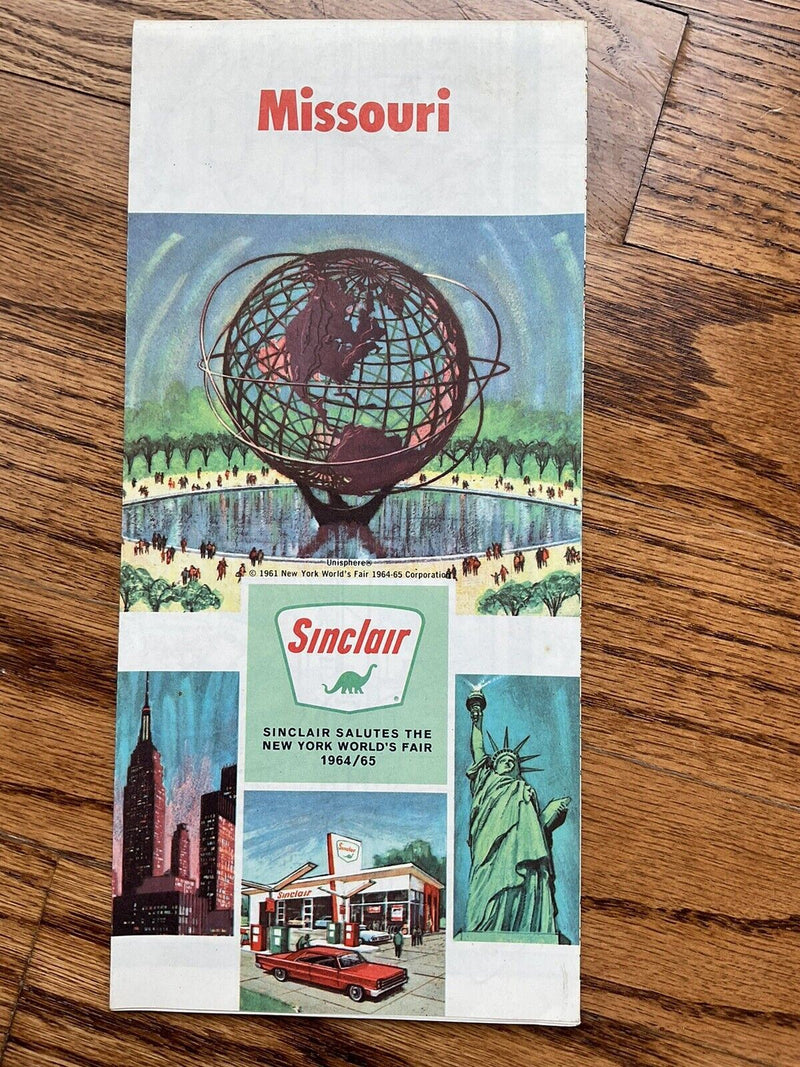 Missouri
Unisphere®
© 1961 New York World's Fair 1964-65 Corporation
Sinclair
®
SINCLAIR SALUTES THE
NEW YORK WORLD'S FAIR
1964/65
Sinclair
Sinclair